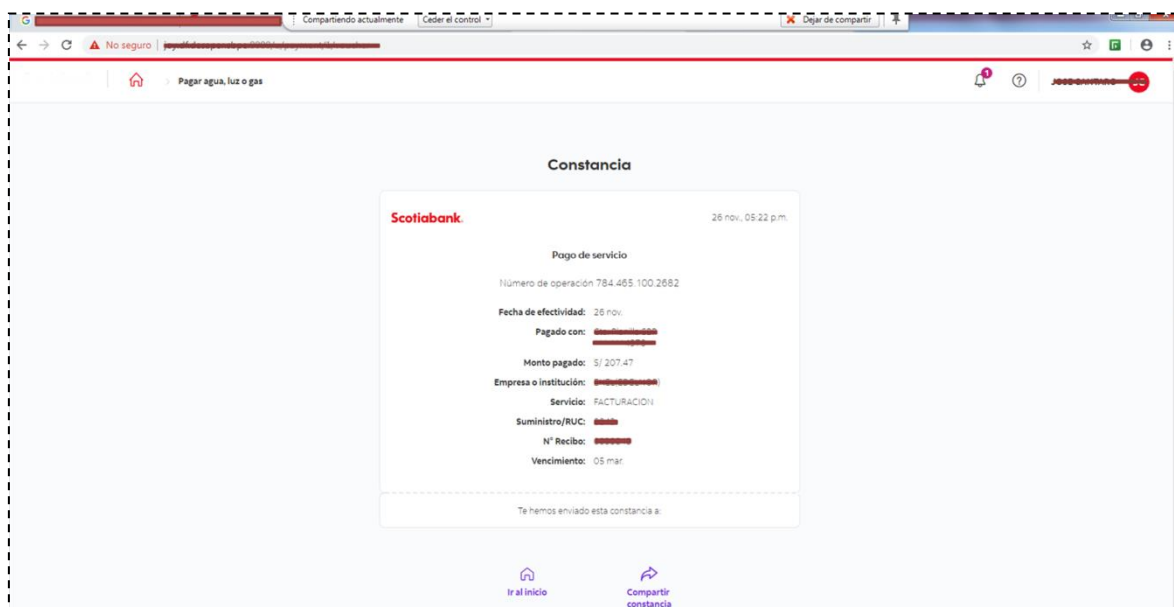 Compartiendo actualmente Ceder el control Dejar de compartir
No seguro
Pagar agua, luz o gas 1
Constancia
Scotiabank. 26 nov., 05:22 p.m.
Pago de servicio
Número de operación 784.465.100.2682
Fecha de efectividad: 26 nov.
Pagado con:
Monto pagado: S/ 207.47
Empresa o institución:
Servicio: FACTURACION
Suministro/RUC:
N° Recibo:
Vencimiento: 05 mar.
Te hemos enviado esta constancia a:
Ir al inicio Compartir
constancia